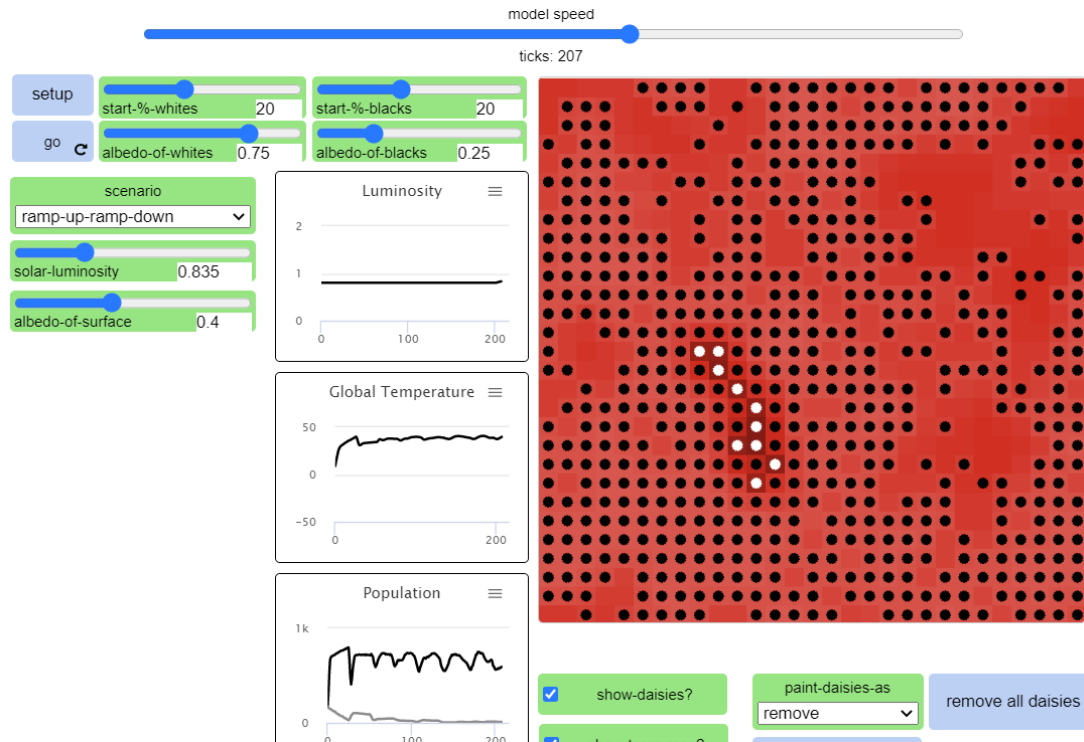 model speed
ticks: 207
setup
start-%-whites 20
start-%-blacks 20
go
albedo-of-whites 0.75
albedo-of-blacks 0.25
scenario
ramp-up-ramp-down
solar-luminosity 0.835
albedo-of-surface 0.4
Luminosity
2
1
0
0 100 200
Global Temperature
50
0
−50
0 200
Population
1k
0
0 100 200
show-daisies?
paint-daisies-as
remove
remove all daisies